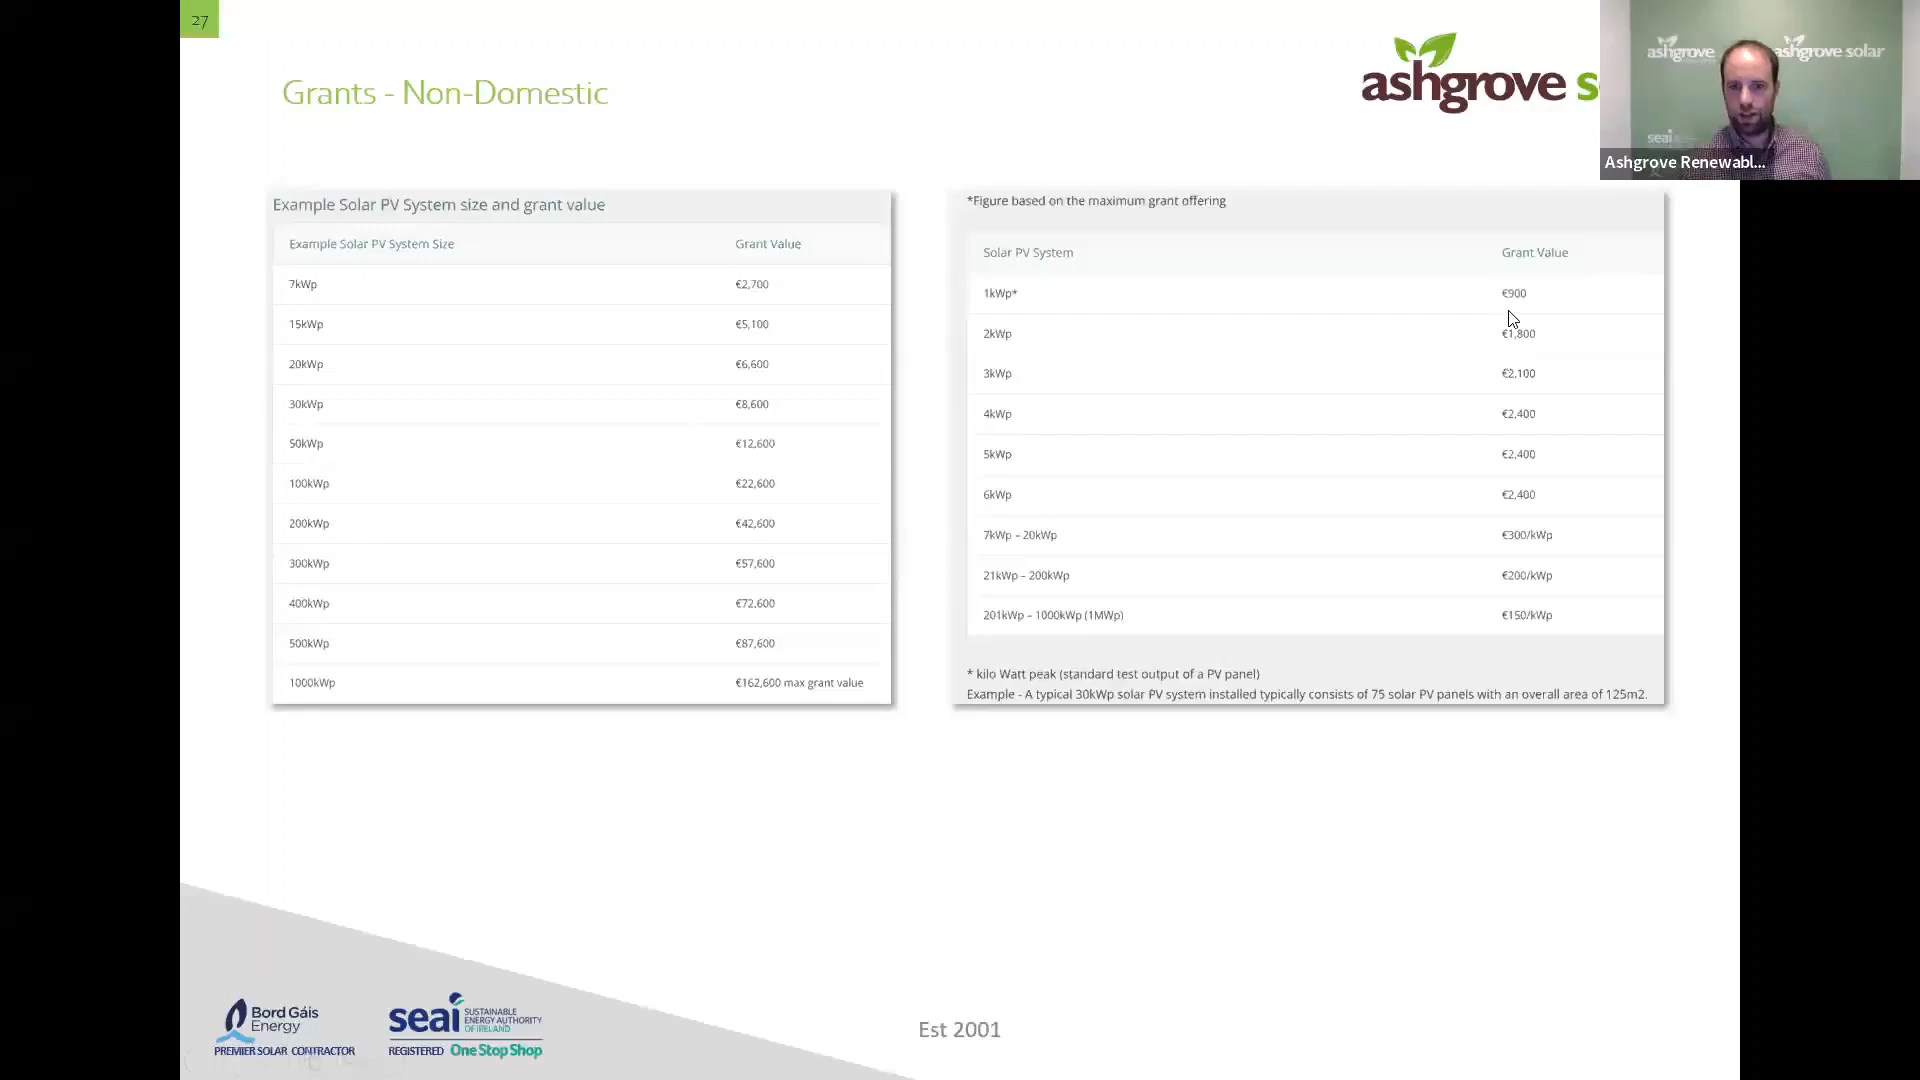 27
Grants - Non-Domestic
ashgrove s
ashgrove
ashgrove solar
seai
Ashgrove Renewabl...
Example Solar PV System size and grant value
Example Solar PV System Size Grant Value
7kWp €2,700
15kWp €5,100
20kWp €6,600
30kWp €8,600
50kWp €12,600
100kWp €22,600
200kWp €42,600
300kWp €57,600
400kWp €72,600
500kWp €87,600
1000kWp €162,600 max grant value
*Figure based on the maximum grant offering
Solar PV System Grant Value
1kWp* €900
2kWp €1,800
3kWp €2,100
4kWp €2,400
5kWp €2,400
6kWp €2,400
7kWp – 20kWp €300/kWp
21kWp – 200kWp €200/kWp
201kWp – 1000kWp (1MWp) €150/kWp
* kilo Watt peak (standard test output of a PV panel)
Example - A typical 30kWp solar PV system installed typically consists of 75 solar PV panels with an overall area of 125m2.
Bord Gáis
Energy
PREMIER SOLAR CONTRACTOR
seai SUSTAINABLE
ENERGY AUTHORITY
OF IRELAND
REGISTERED One Stop Shop
Est 2001